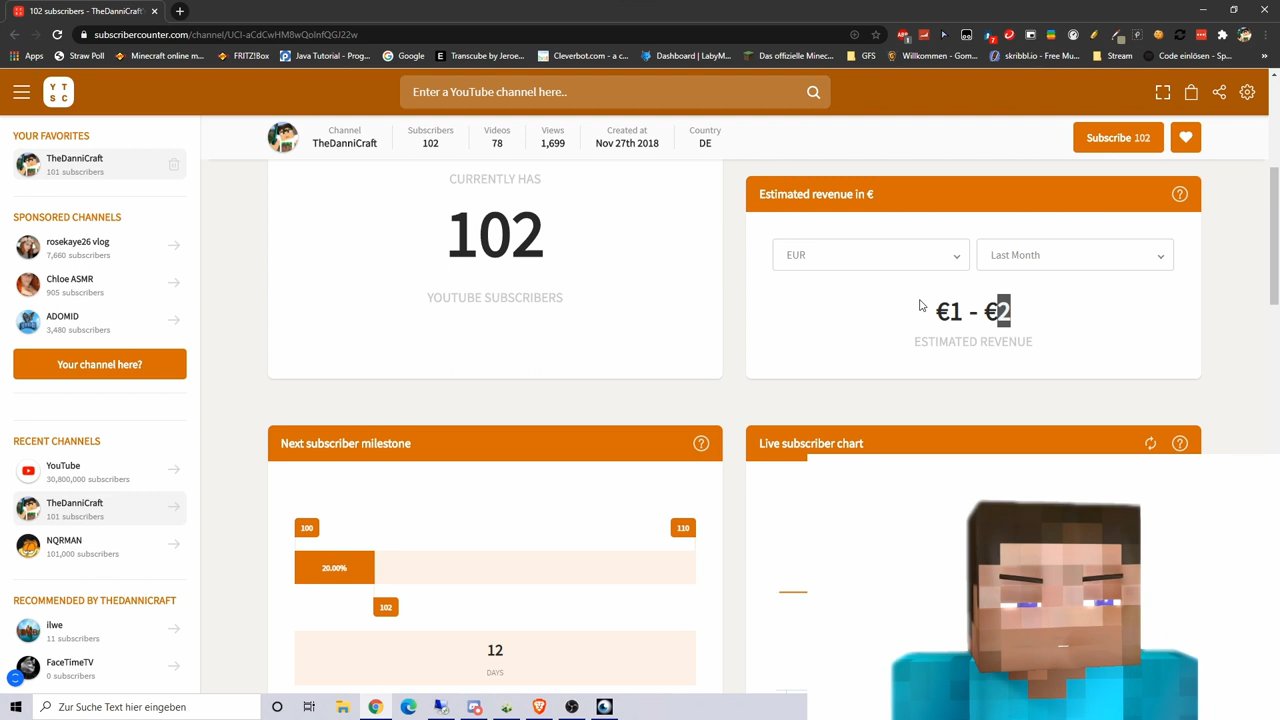 102 subscribers - TheDanniCraft'
subscribercounter.com/channel/UCI-aCdCwHM8wQoInfQGJ22w
Apps
Straw Poll
Minecraft online m...
FRITZ!Box
Java Tutorial - Prog...
Google
Transcube by Jeroe...
Cleverbot.com - a c...
Dashboard | LabyM...
Das offizielle Minec...
GFS
Willkommen - Gom...
skribbl.io - Free Mu...
Stream
Code einlösen - Sp...
YT
SC
Enter a YouTube channel here..
YOUR FAVORITES
TheDanniCraft
101 subscribers
SPONSORED CHANNELS
rosekaye26 vlog
7,660 subscribers
Chloe ASMR
905 subscribers
ADOMID
3,480 subscribers
Your channel here?
RECENT CHANNELS
YouTube
30,800,000 subscribers
TheDanniCraft
101 subscribers
NQRMAN
101,000 subscribers
RECOMMENDED BY THEDANNICRAFT
ilwe
11 subscribers
FaceTimeTV
0 subscribers
Channel
TheDanniCraft
Subscribers
102
Videos
78
Views
1,699
Created at
Nov 27th 2018
Country
DE
Subscribe 102
CURRENTLY HAS
102
YOUTUBE SUBSCRIBERS
Estimated revenue in €
EUR
Last Month
€1 - €2
ESTIMATED REVENUE
Next subscriber milestone
100
110
20.00%
102
12
DAYS
Live subscriber chart
Zur Suche Text hier eingeben